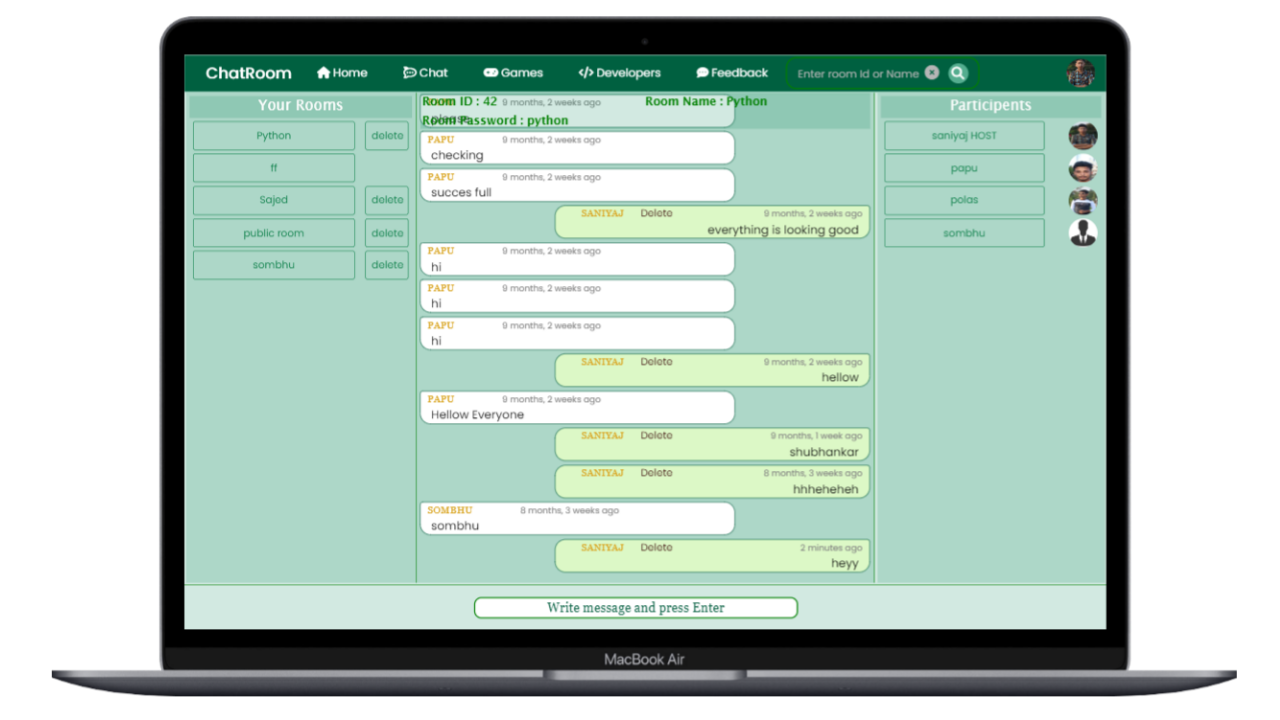 ChatRoom Home Chat Games </> Developers Feedback Enter room Id or Name
Your Rooms
Python delete
ff
Sajed delete
public room delete
sombhu delete
Room ID : 42 9 months, 2 weeks ago Room Name : Python
please
Room Password : python
PAPU 9 months, 2 weeks ago
checking
PAPU 9 months, 2 weeks ago
succes full
SANIYAJ Delete 9 months, 2 weeks ago
everything is looking good
PAPU 9 months, 2 weeks ago
hi
PAPU 9 months, 2 weeks ago
hi
PAPU 9 months, 2 weeks ago
hi
SANIYAJ Delete 9 months, 2 weeks ago
hellow
PAPU 9 months, 2 weeks ago
Hellow Everyone
SANIYAJ Delete 9 months, 1 week ago
shubhankar
SANIYAJ Delete 8 months, 3 weeks ago
hhheheheh
SOMBHU 8 months, 3 weeks ago
sombhu
SANIYAJ Delete 2 minutes ago
heyy
Participants
saniyaj HOST
papu
polas
sombhu
Write message and press Enter
MacBook Air